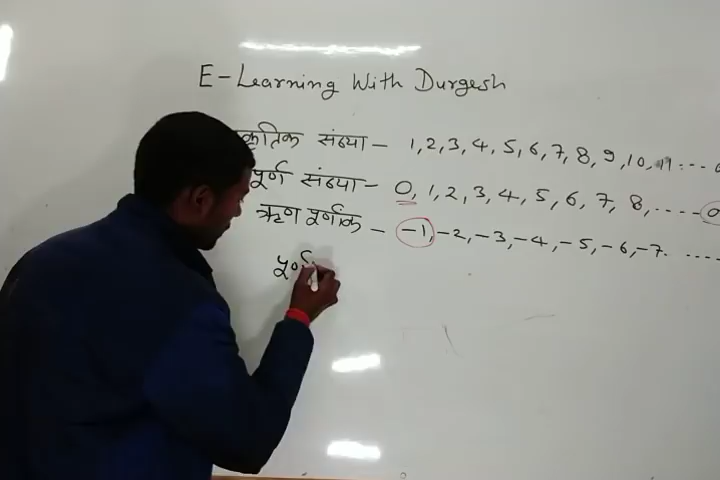 E-Learning With Durgesh
कृतिक संख्या - 1, 2, 3, 4, 5, 6, 7, 8, 9, 10, 11 ----
पूर्ण संख्या - 0, 1, 2, 3, 4, 5, 6, 7, 8, ----
ऋण पूर्णांक - -1, -2, -3, -4, -5, -6, -7. ----
पूर्